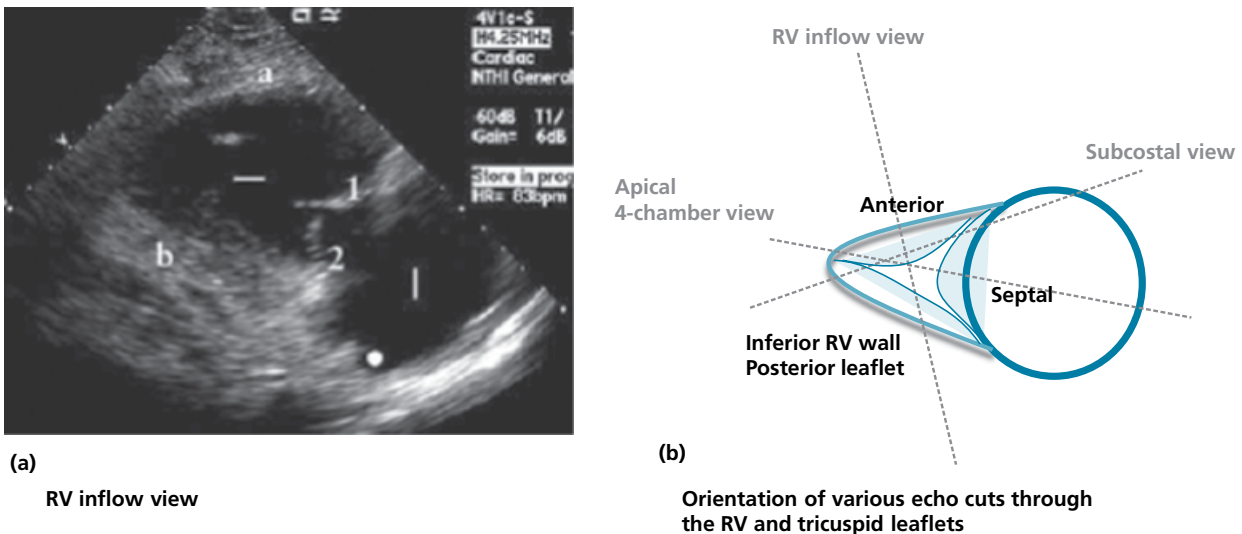 4V1c-S
H4.25MHz
Cardiac
NTHI General
60dB T1/
Gain= 6dB
Store in prog
HR= 83bpm
a
1
b
2
(a)
RV inflow view
RV inflow view
Subcostal view
Apical
4-chamber view
Anterior
Septal
Inferior RV wall
Posterior leaflet
(b)
Orientation of various echo cuts through
the RV and tricuspid leaflets